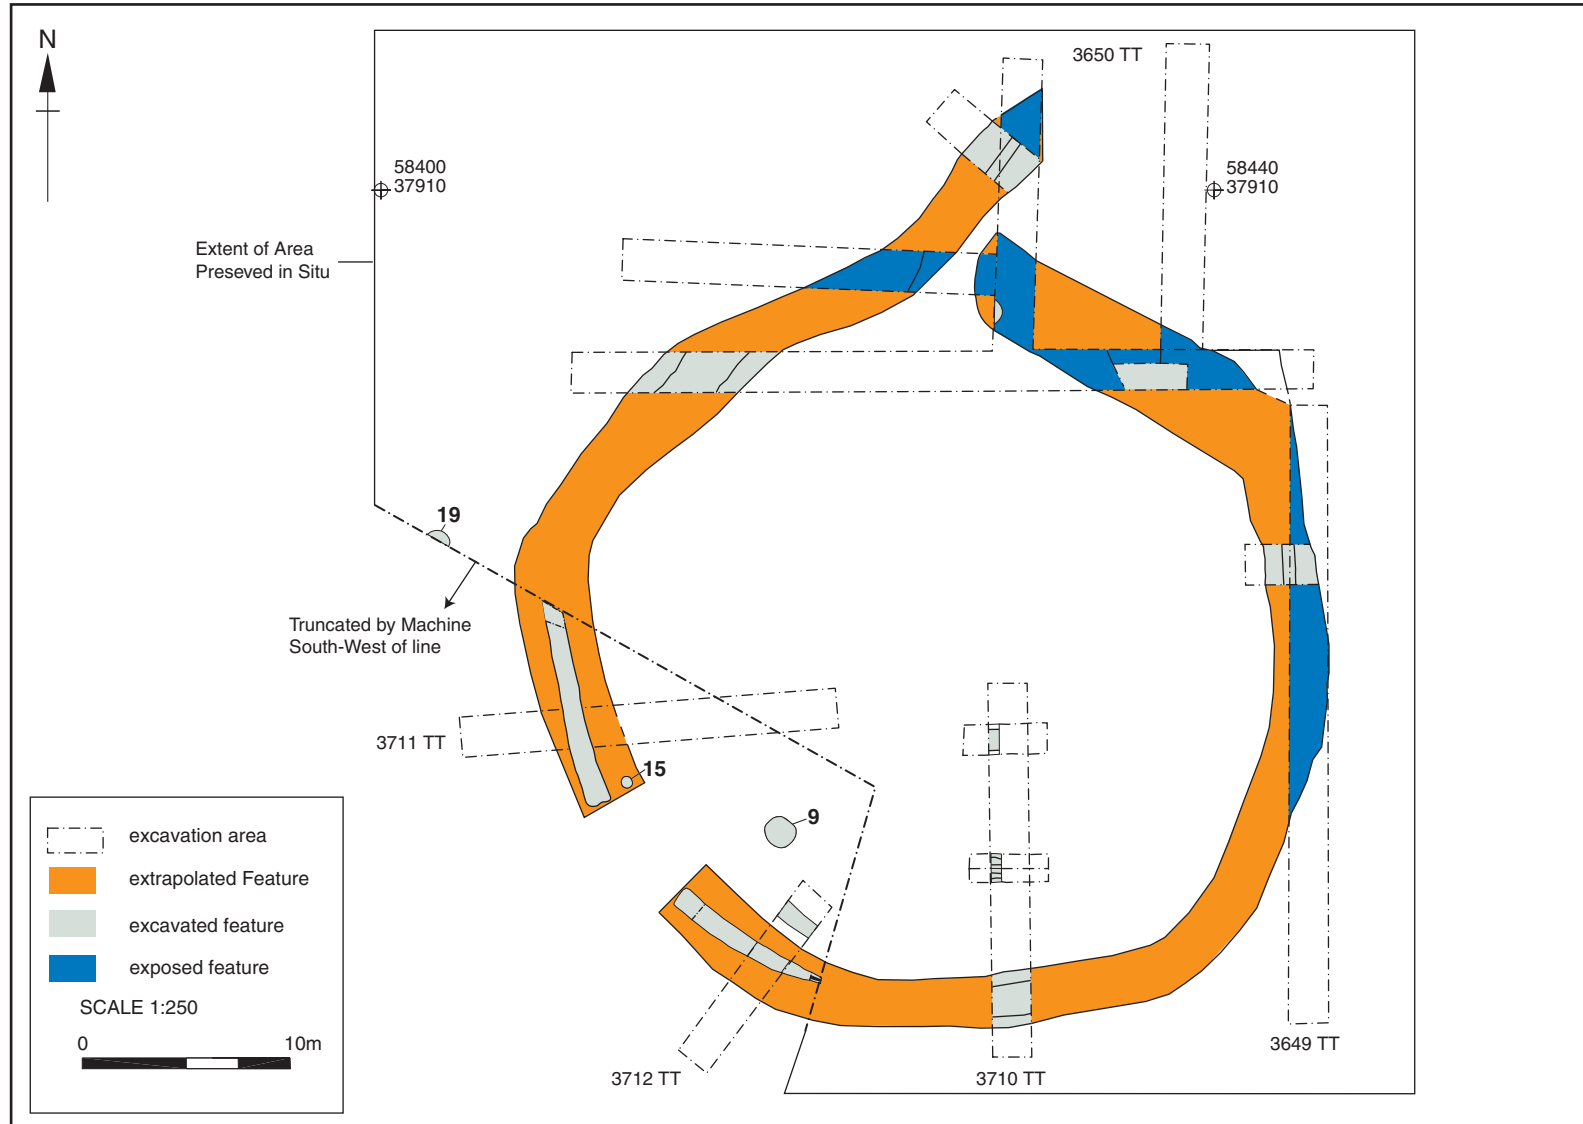 N
3650 TT
58400
37910
58440
37910
Extent of Area
Preseved in Situ
19
Truncated by Machine
South-West of line
3711 TT
15
9
excavation area
extrapolated Feature
excavated feature
exposed feature
SCALE 1:250
0 10m
3712 TT
3710 TT
3649 TT